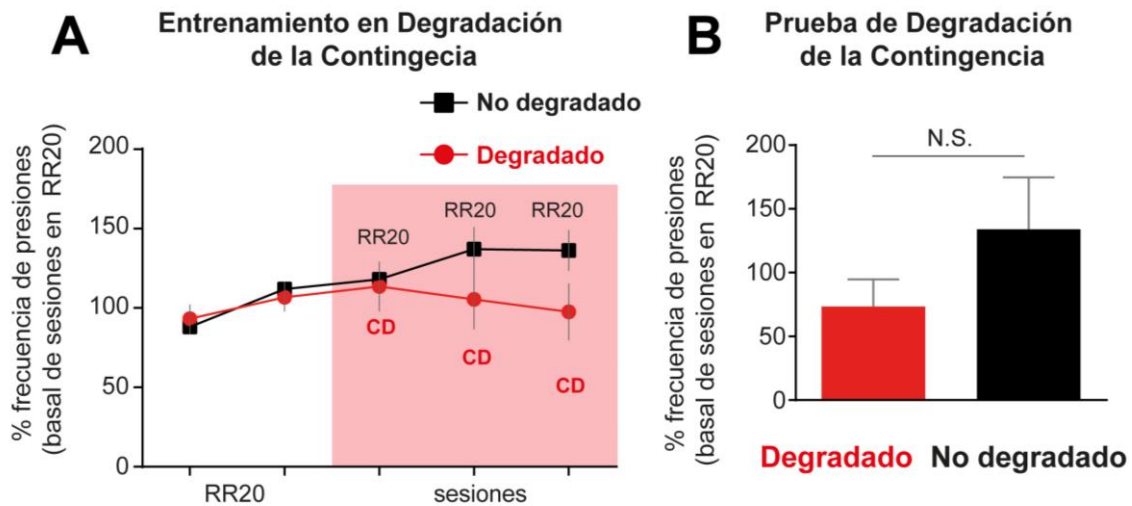 A
Entrenamiento en Degradación
de la Contingecia
No degradado
Degradado
% frecuencia de presiones
(basal de sesiones en RR20)
200
150
100
50
0
RR20
RR20
RR20
CD
CD
CD
RR20
sesiones
B
Prueba de Degradación
de la Contingencia
% frecuencia de presiones
(basal de sesiones en RR20)
200
150
100
50
0
N.S.
Degradado
No degradado